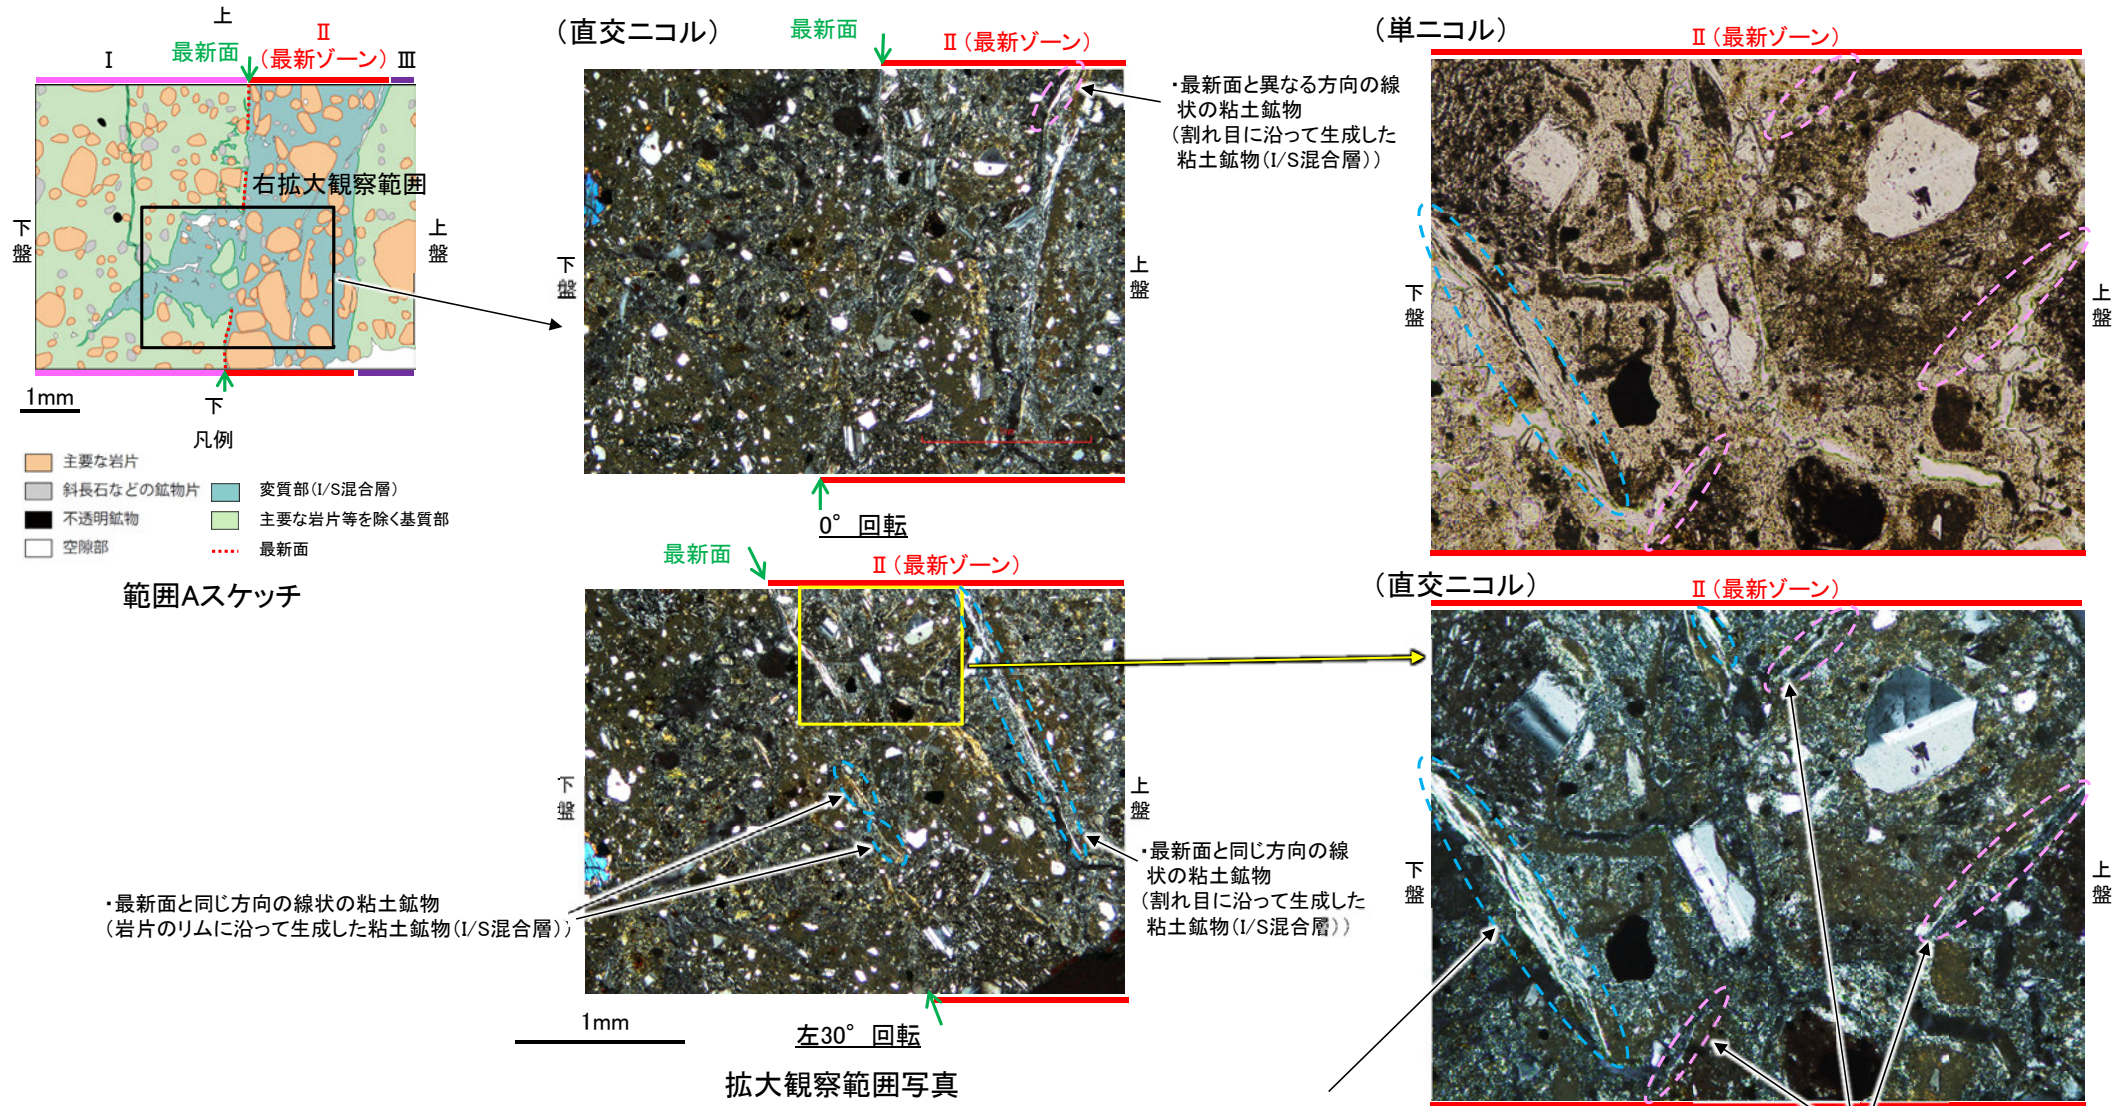 上
Ⅰ
最新面
Ⅱ
(最新ゾーン)
Ⅲ
右拡大観察範囲
下
盤
上
盤
1mm
下
凡例
主要な岩片
斜長石などの鉱物片
不透明鉱物
空隙部
変質部(I/S混合層)
主要な岩片等を除く基質部
最新面
範囲Aスケッチ
(直交ニコル)
最新面
Ⅱ(最新ゾーン)
下
盤
上
盤
・最新面と異なる方向の線
状の粘土鉱物
(割れ目に沿って生成した
粘土鉱物(I/S混合層))
0° 回転
最新面
Ⅱ(最新ゾーン)
下
盤
上
盤
・最新面と同じ方向の線状の粘土鉱物
(岩片のリムに沿って生成した粘土鉱物(I/S混合層))
・最新面と同じ方向の線
状の粘土鉱物
(割れ目に沿って生成した
粘土鉱物(I/S混合層))
1mm
左30° 回転
拡大観察範囲写真
(単ニコル)
Ⅱ(最新ゾーン)
下
盤
上
盤
(直交ニコル)
Ⅱ(最新ゾーン)
下
盤
上
盤